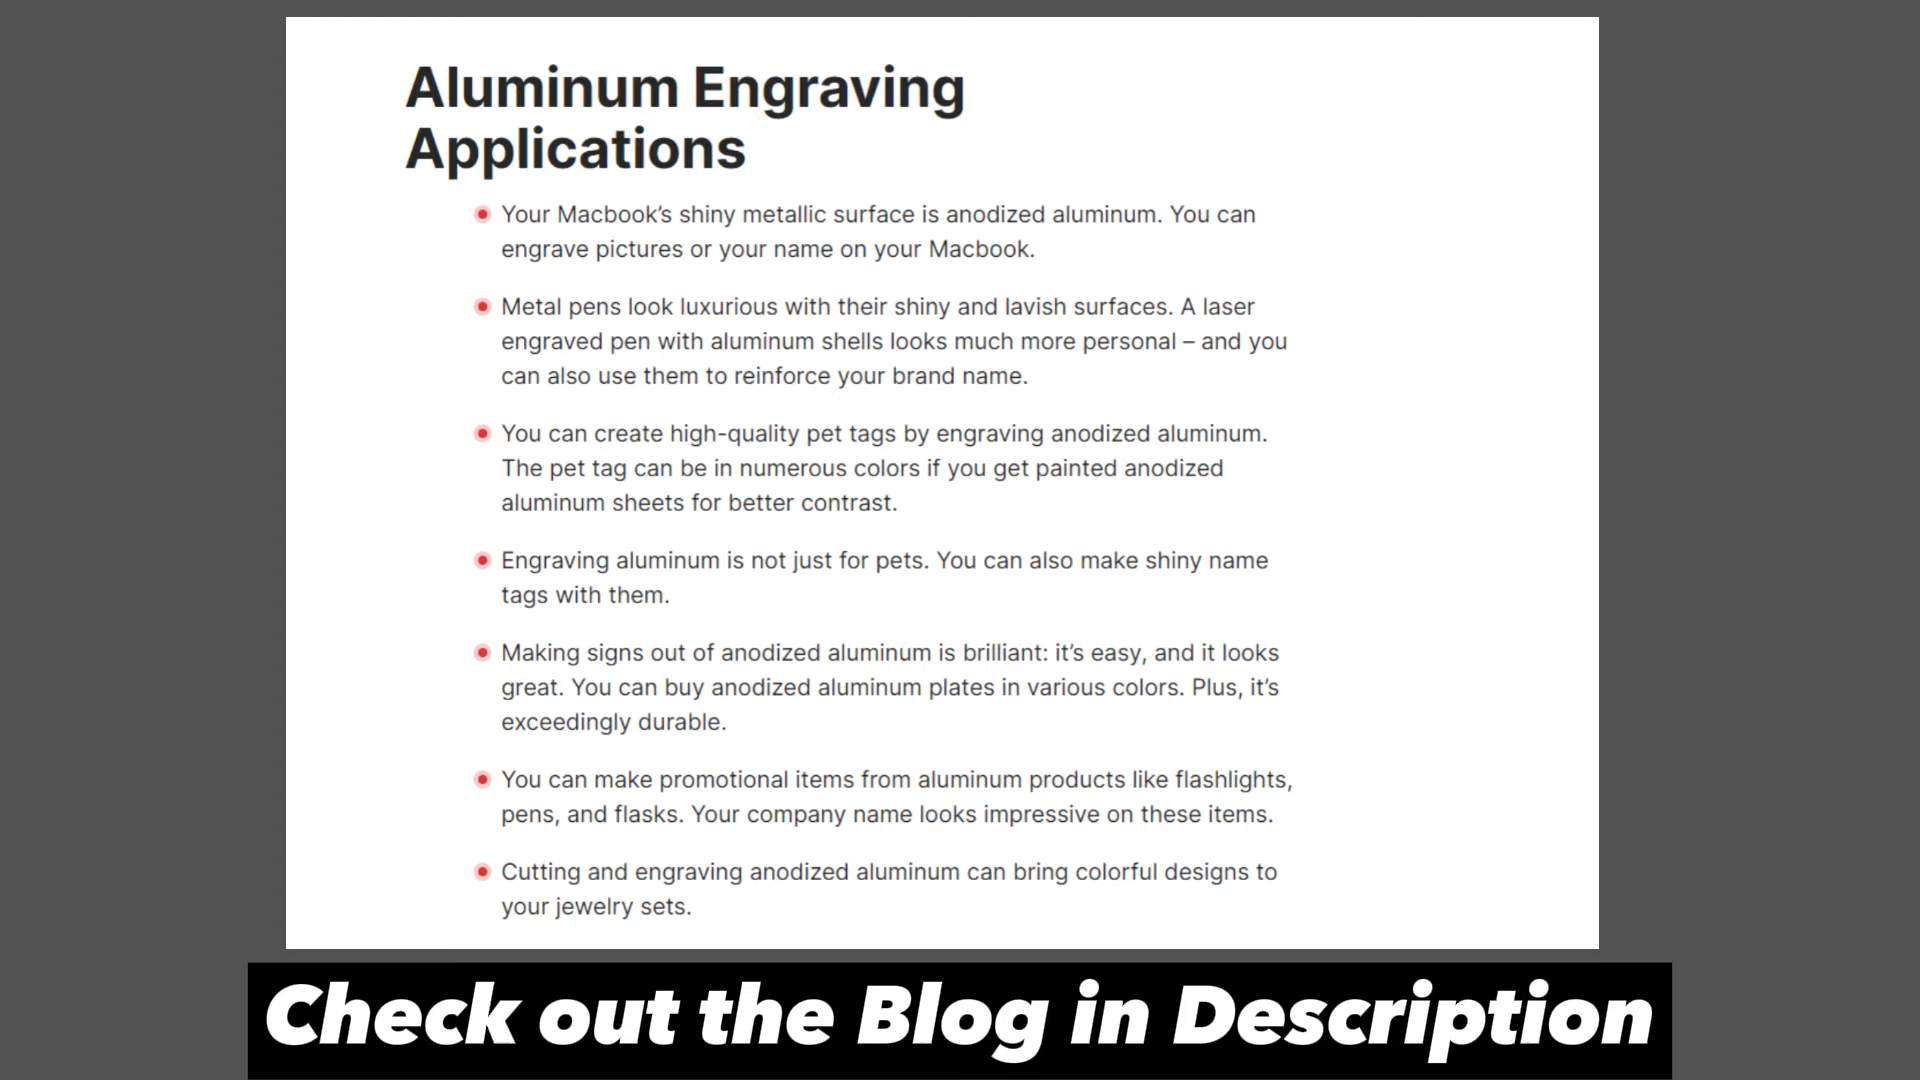 Aluminum Engraving
Applications
Your Macbook's shiny metallic surface is anodized aluminum. You can
engrave pictures or your name on your Macbook.
Metal pens look luxurious with their shiny and lavish surfaces. A laser
engraved pen with aluminum shells looks much more personal – and you
can also use them to reinforce your brand name.
You can create high-quality pet tags by engraving anodized aluminum.
The pet tag can be in numerous colors if you get painted anodized
aluminum sheets for better contrast.
Engraving aluminum is not just for pets. You can also make shiny name
tags with them.
Making signs out of anodized aluminum is brilliant: it's easy, and it looks
great. You can buy anodized aluminum plates in various colors. Plus, it's
exceedingly durable.
You can make promotional items from aluminum products like flashlights,
pens, and flasks. Your company name looks impressive on these items.
Cutting and engraving anodized aluminum can bring colorful designs to
your jewelry sets.
Check out the Blog in Description